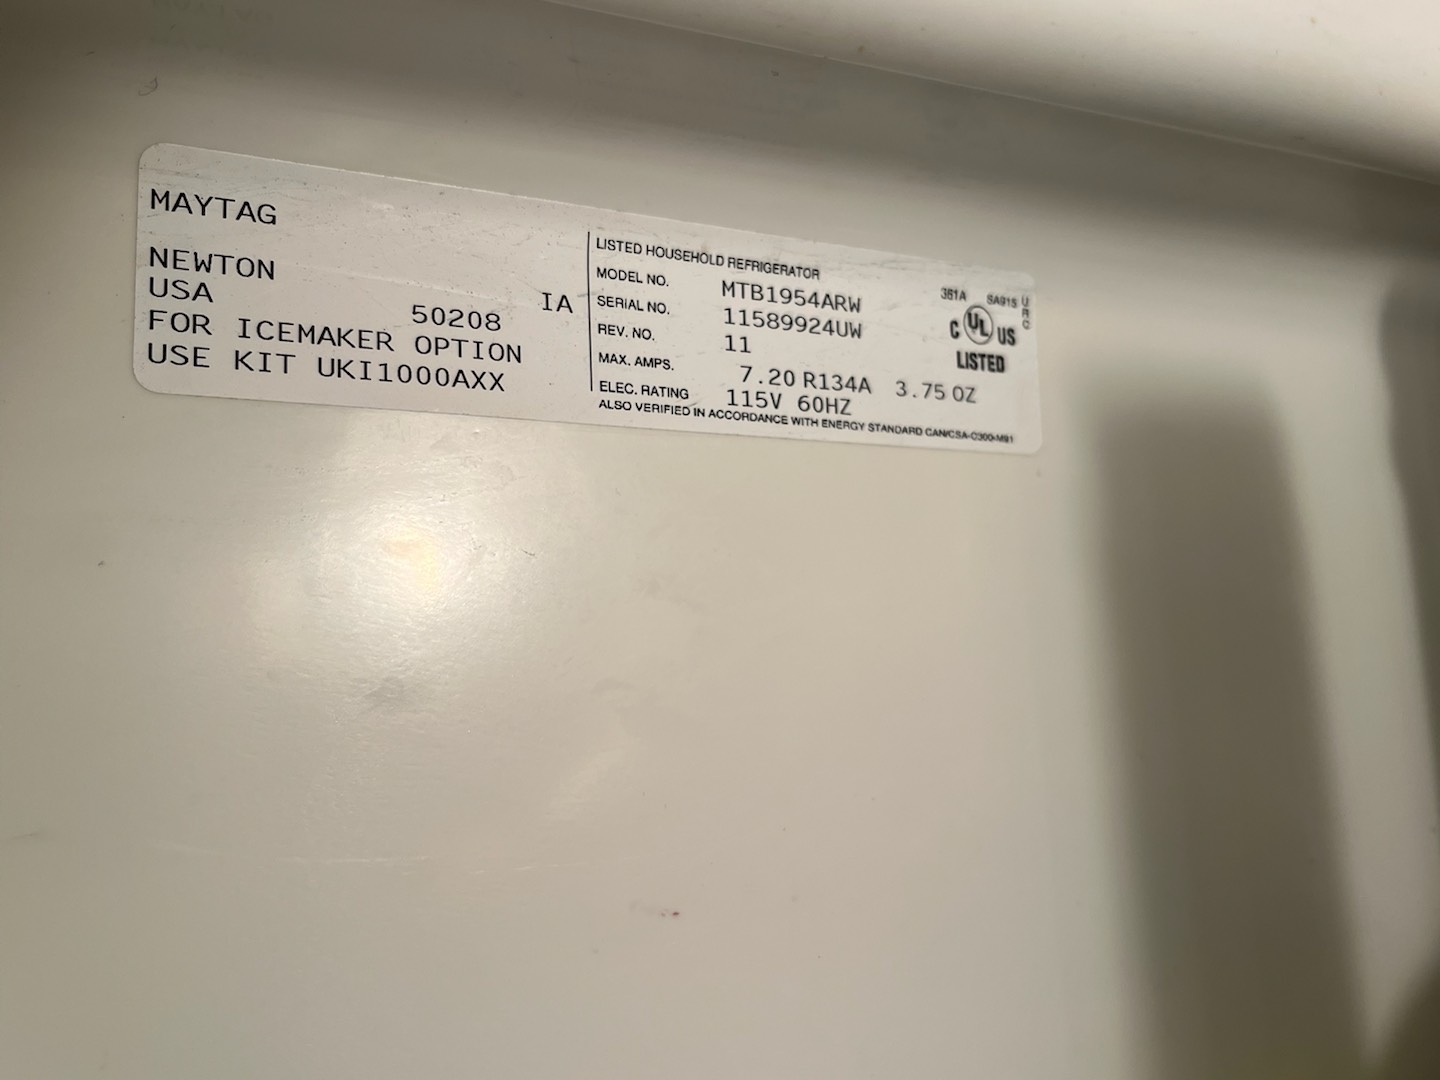 MAYTAG
NEWTON IA
USA 50208
FOR ICEMAKER OPTION
USE KIT UKI1000AXX
LISTED HOUSEHOLD REFRIGERATOR
MODEL NO. MTB1954ARW
SERIAL NO. 11589924UW
REV. NO. 11
MAX. AMPS. 7.20 R134A 3.75 OZ
ELEC. RATING 115V 60HZ
ALSO VERIFIED IN ACCORDANCE WITH ENERGY STANDARD CAN/CSA-C300-M91
361A SA915
URC
C UL US
LISTED